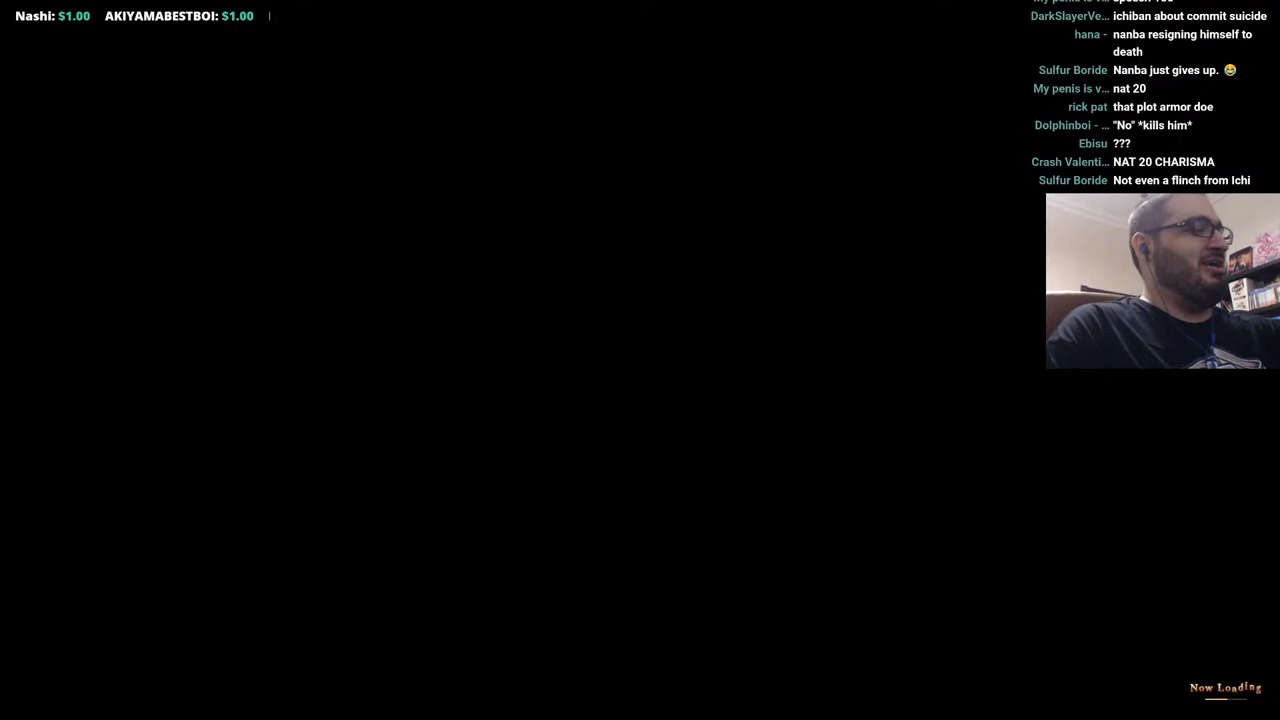 Nashi: $1.00 AKIYAMABESTBOI: $1.00
DarkSlayerVe… ichiban about commit suicide
hana - nanba resigning himself to
death
Sulfur Boride Nanba just gives up. 😂
My penis is v… nat 20
rick pat that plot armor doe
Dolphinboi - … "No" *kills him*
Ebisu ???
Crash Valenti… NAT 20 CHARISMA
Sulfur Boride Not even a flinch from Ichi
Now Loading